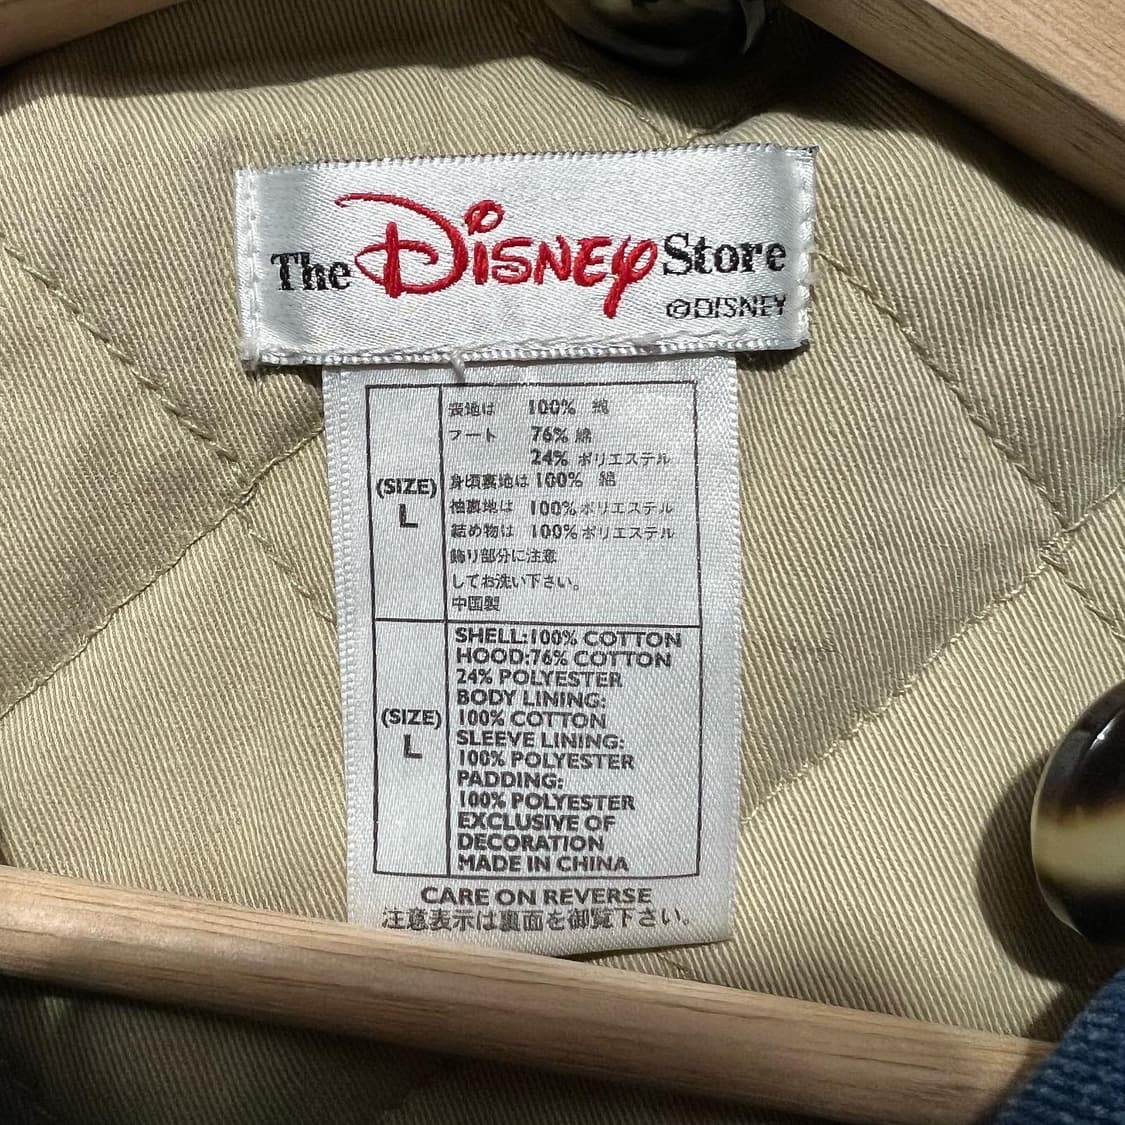 The Disney Store
©DISNEY
(SIZE)
L
表地は 100% 綿
フート 76% 綿
24% ポリエステル
身頃裏地は 100% 綿
袖裏地は 100% ポリエステル
詰め物は 100% ポリエステル
飾り部分に注意
してお洗い下さい。
中国製
(SIZE)
L
SHELL:100% COTTON
HOOD:76% COTTON
24% POLYESTER
BODY LINING:
100% COTTON
SLEEVE LINING:
100% POLYESTER
PADDING:
100% POLYESTER
EXCLUSIVE OF
DECORATION
MADE IN CHINA
CARE ON REVERSE
注意表示は裏面を御覧下さい。